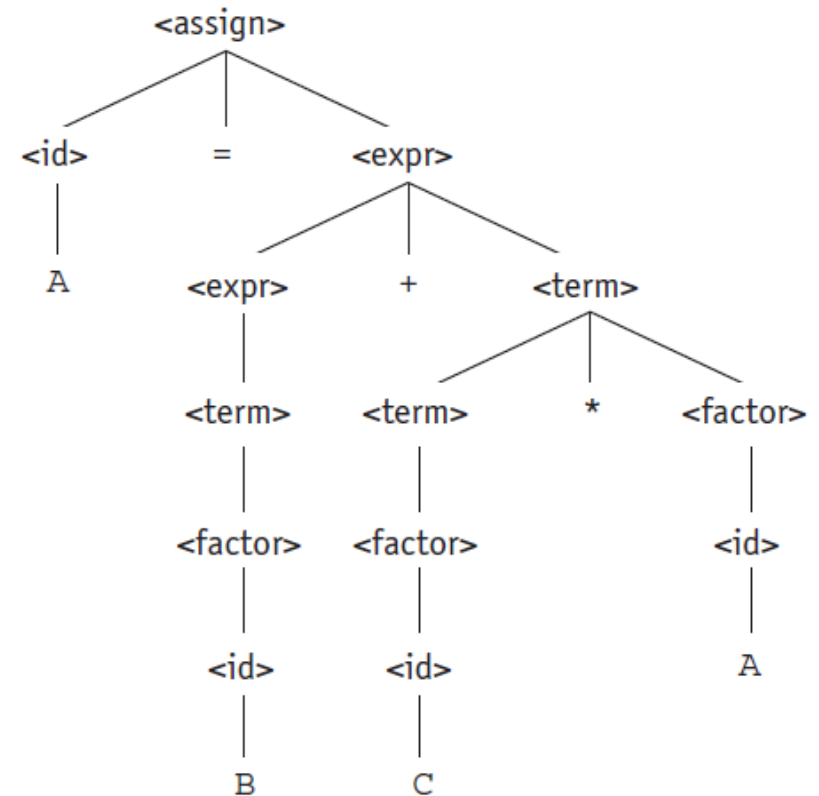 <assign>
<id> = <expr>
A <expr> + <term>
<term> <term> * <factor>
<factor> <factor> <id>
<id> <id> A
B C